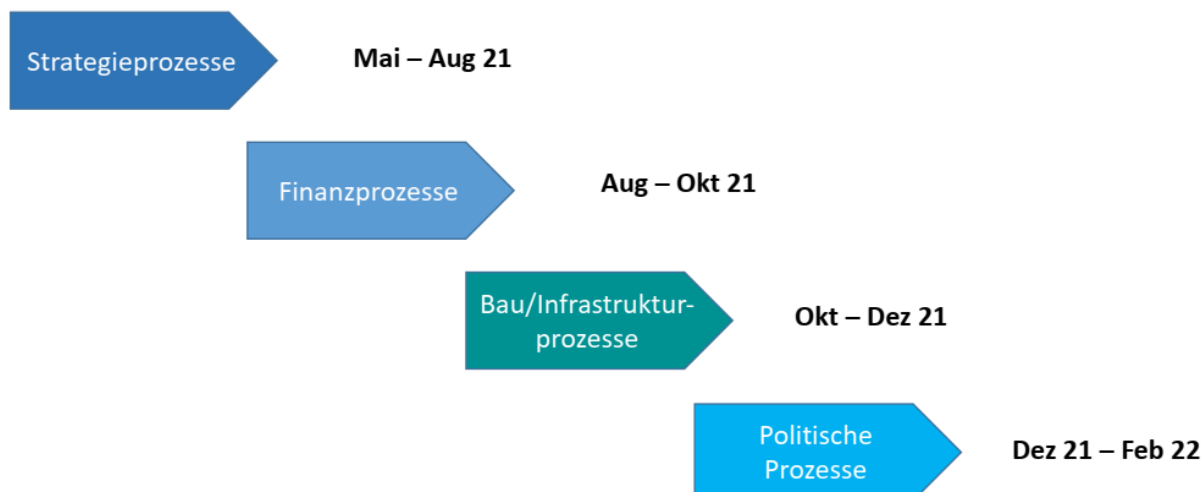 Strategieprozesse
Mai – Aug 21
Finanzprozesse
Aug – Okt 21
Bau/Infrastruktur-
prozesse
Okt – Dez 21
Politische
Prozesse
Dez 21 – Feb 22